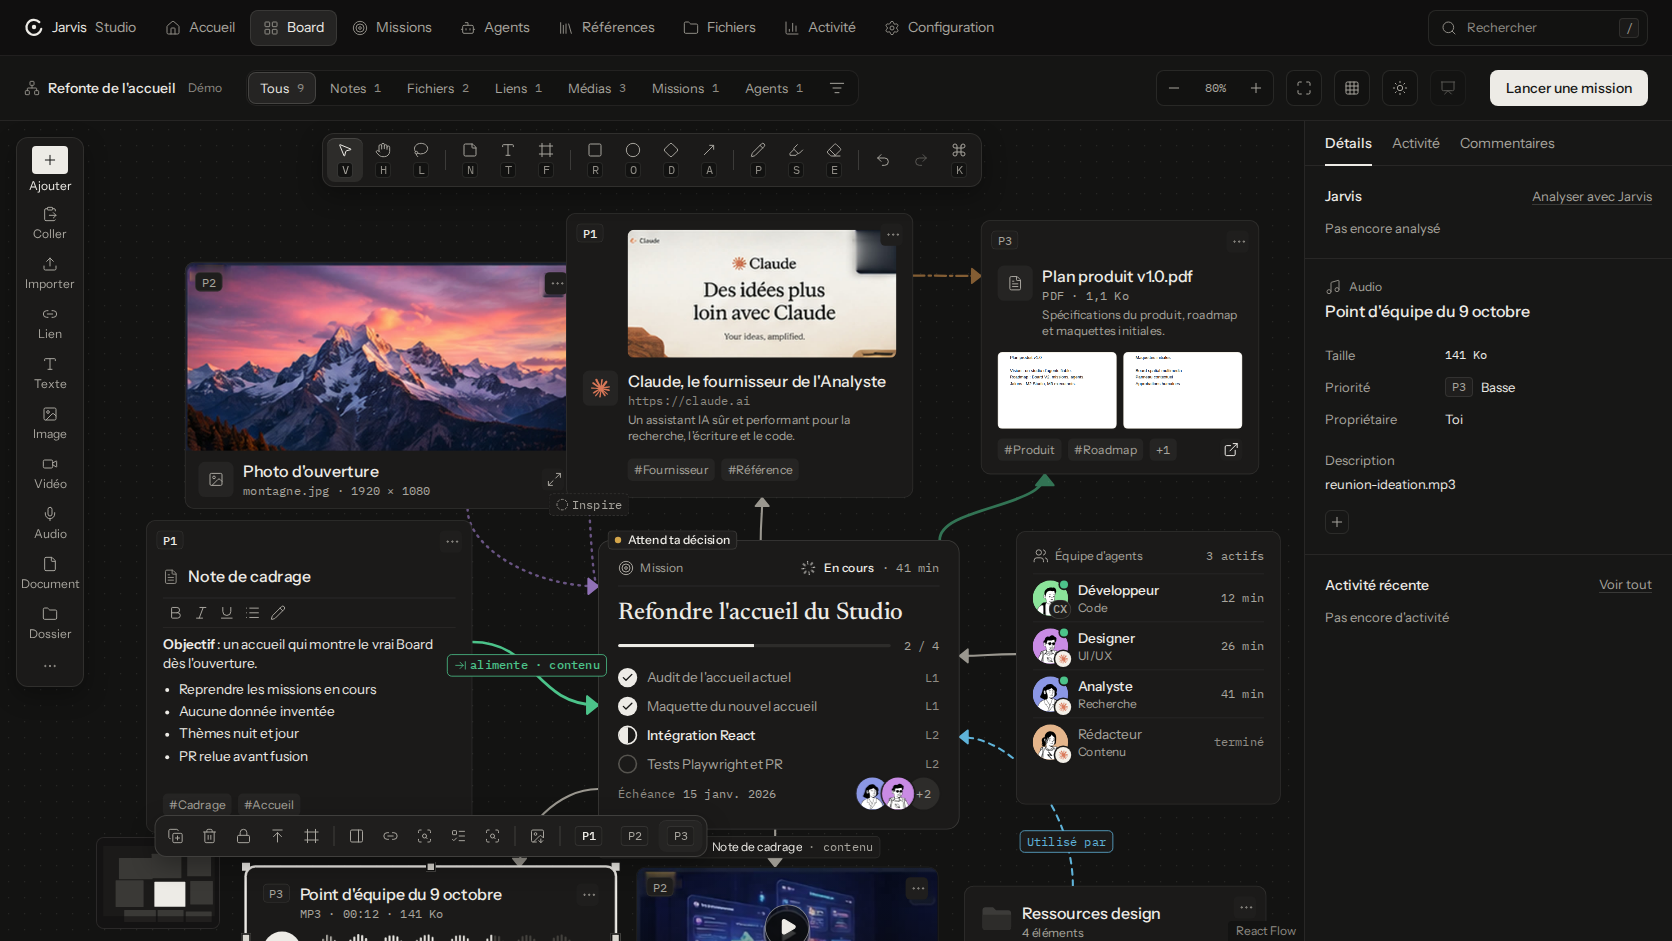 Jarvis Studio
Accueil
Board
Missions
Agents
Références
Fichiers
Activité
Configuration
Rechercher
/
Refonte de l'accueil Démo
Tous 9
Notes 1
Fichiers 2
Liens 1
Médias 3
Missions 1
Agents 1
80%
Lancer une mission
Ajouter
Coller
Importer
Lien
Texte
Image
Vidéo
Audio
Document
Dossier
V
H
L
N
T
F
R
O
D
A
P
S
E
K
P2
Photo d'ouverture
montagne.jpg · 1920 × 1080
P1
Claude
Claude
Des idées plus
loin avec Claude
Your ideas, amplified.
Claude, le fournisseur de l'Analyste
https://claude.ai
Un assistant IA sûr et performant pour la
recherche, l'écriture et le code.
#Fournisseur
#Référence
P3
Plan produit v1.0.pdf
PDF · 1,1 Ko
Spécifications du produit, roadmap
et maquettes initiales.
#Produit
#Roadmap
+1
Inspire
P1
Note de cadrage
B I U
Objectif : un accueil qui montre le vrai Board
dès l'ouverture.
• Reprendre les missions en cours
• Aucune donnée inventée
• Thèmes nuit et jour
• PR relue avant fusion
#Cadrage
#Accueil
alimente · contenu
Attend ta décision
Mission
En cours · 41 min
Refondre l'accueil du Studio
2 / 4
Audit de l'accueil actuel L1
Maquette du nouvel accueil L1
Intégration React L2
Tests Playwright et PR L2
Échéance 15 janv. 2026
+2
Équipe d'agents
3 actifs
Développeur
Code
CX
12 min
Designer
UI/UX
26 min
Analyste
Recherche
41 min
Rédacteur
Contenu
terminé
Utilisé par
P1
P2
P3
Note de cadrage · contenu
P3
Point d'équipe du 9 octobre
MP3 · 00:12 · 141 Ko
P2
Ressources design
4 éléments
React Flow
Détails
Activité
Commentaires
Jarvis
Analyser avec Jarvis
Pas encore analysé
Audio
Point d'équipe du 9 octobre
Taille 141 Ko
Priorité P3 Basse
Propriétaire Toi
Description
reunion-ideation.mp3
Activité récente
Voir tout
Pas encore d'activité